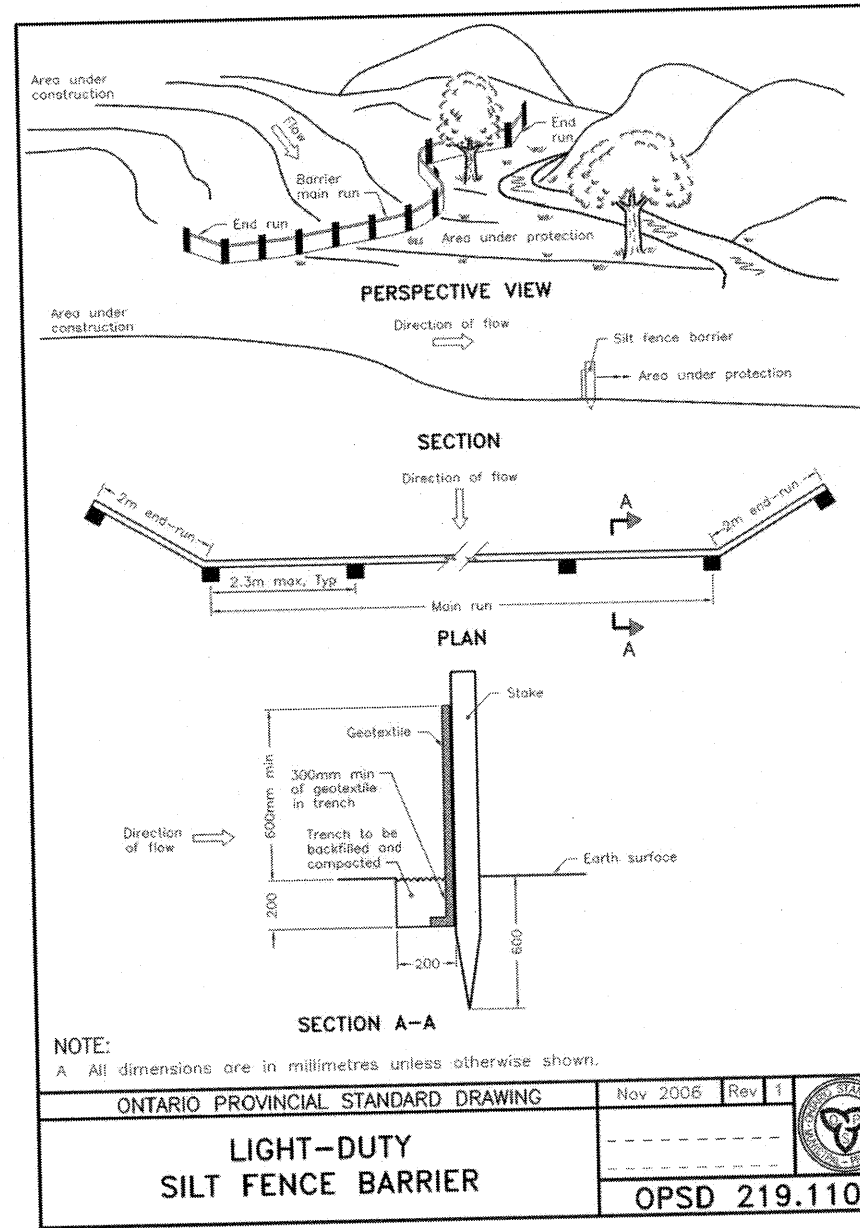 Area under
construction
Flow
End
run
Barrier
main run
End run
Area under protection
PERSPECTIVE VIEW
Area under
construction
Direction of flow
Silt fence barrier
Area under protection
SECTION
Direction of flow
2m end-run
A
2m end-run
2.3m max, Typ
Main run
A
PLAN
Stake
Geotextile
600mm min
300mm min
of geotextile
in trench
Direction
of flow
Trench to be
backfilled and
compacted
Earth surface
200
600
200
SECTION A-A
NOTE:
A All dimensions are in millimetres unless otherwise shown.
ONTARIO PROVINCIAL STANDARD DRAWING
Nov 2006 Rev 1
LIGHT-DUTY
SILT FENCE BARRIER
OPSD 219.110